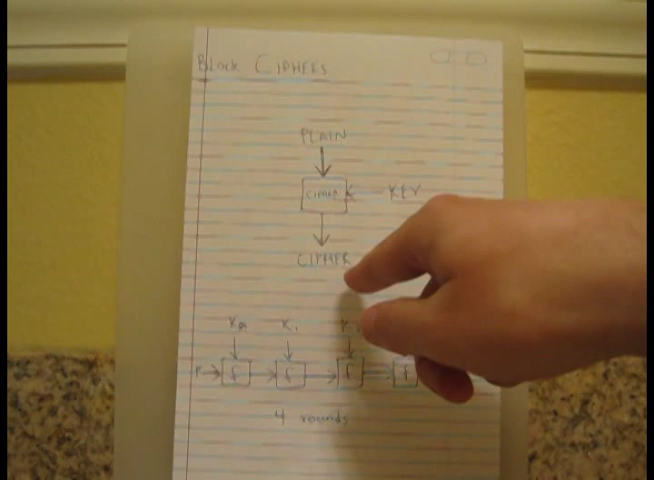 Block CIPHERS
PLAIN
CIPHER KEY
CIPHER
K₀ K₁
P f f f f
4 rounds